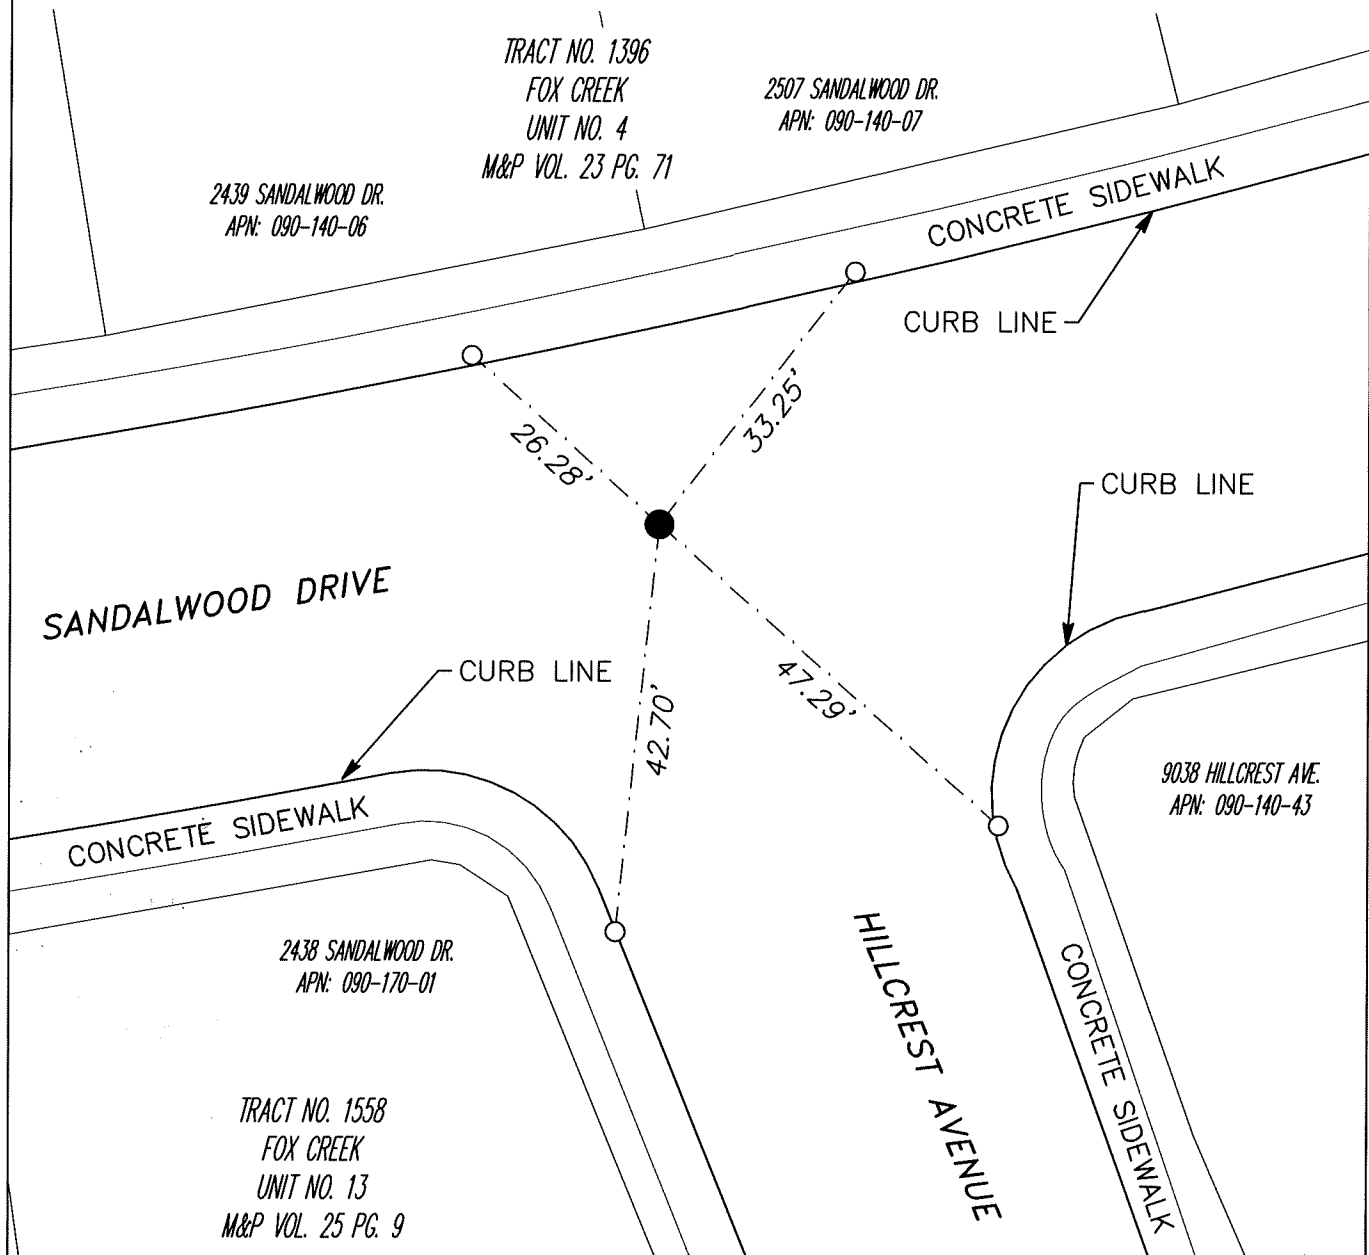 TRACT NO. 1396
FOX CREEK
UNIT NO. 4
M&P VOL. 23 PG. 71
2507 SANDALWOOD DR.
APN: 090-140-07
2439 SANDALWOOD DR.
APN: 090-140-06
CONCRETE SIDEWALK
CURB LINE
26.28'
33.25'
CURB LINE
SANDALWOOD DRIVE
CURB LINE
42.70'
47.29'
9038 HILLCREST AVE.
APN: 090-140-43
CONCRETE SIDEWALK
2438 SANDALWOOD DR.
APN: 090-170-01
HILLCREST AVENUE
CONCRETE SIDEWALK
TRACT NO. 1558
FOX CREEK
UNIT NO. 13
M&P VOL. 25 PG. 9